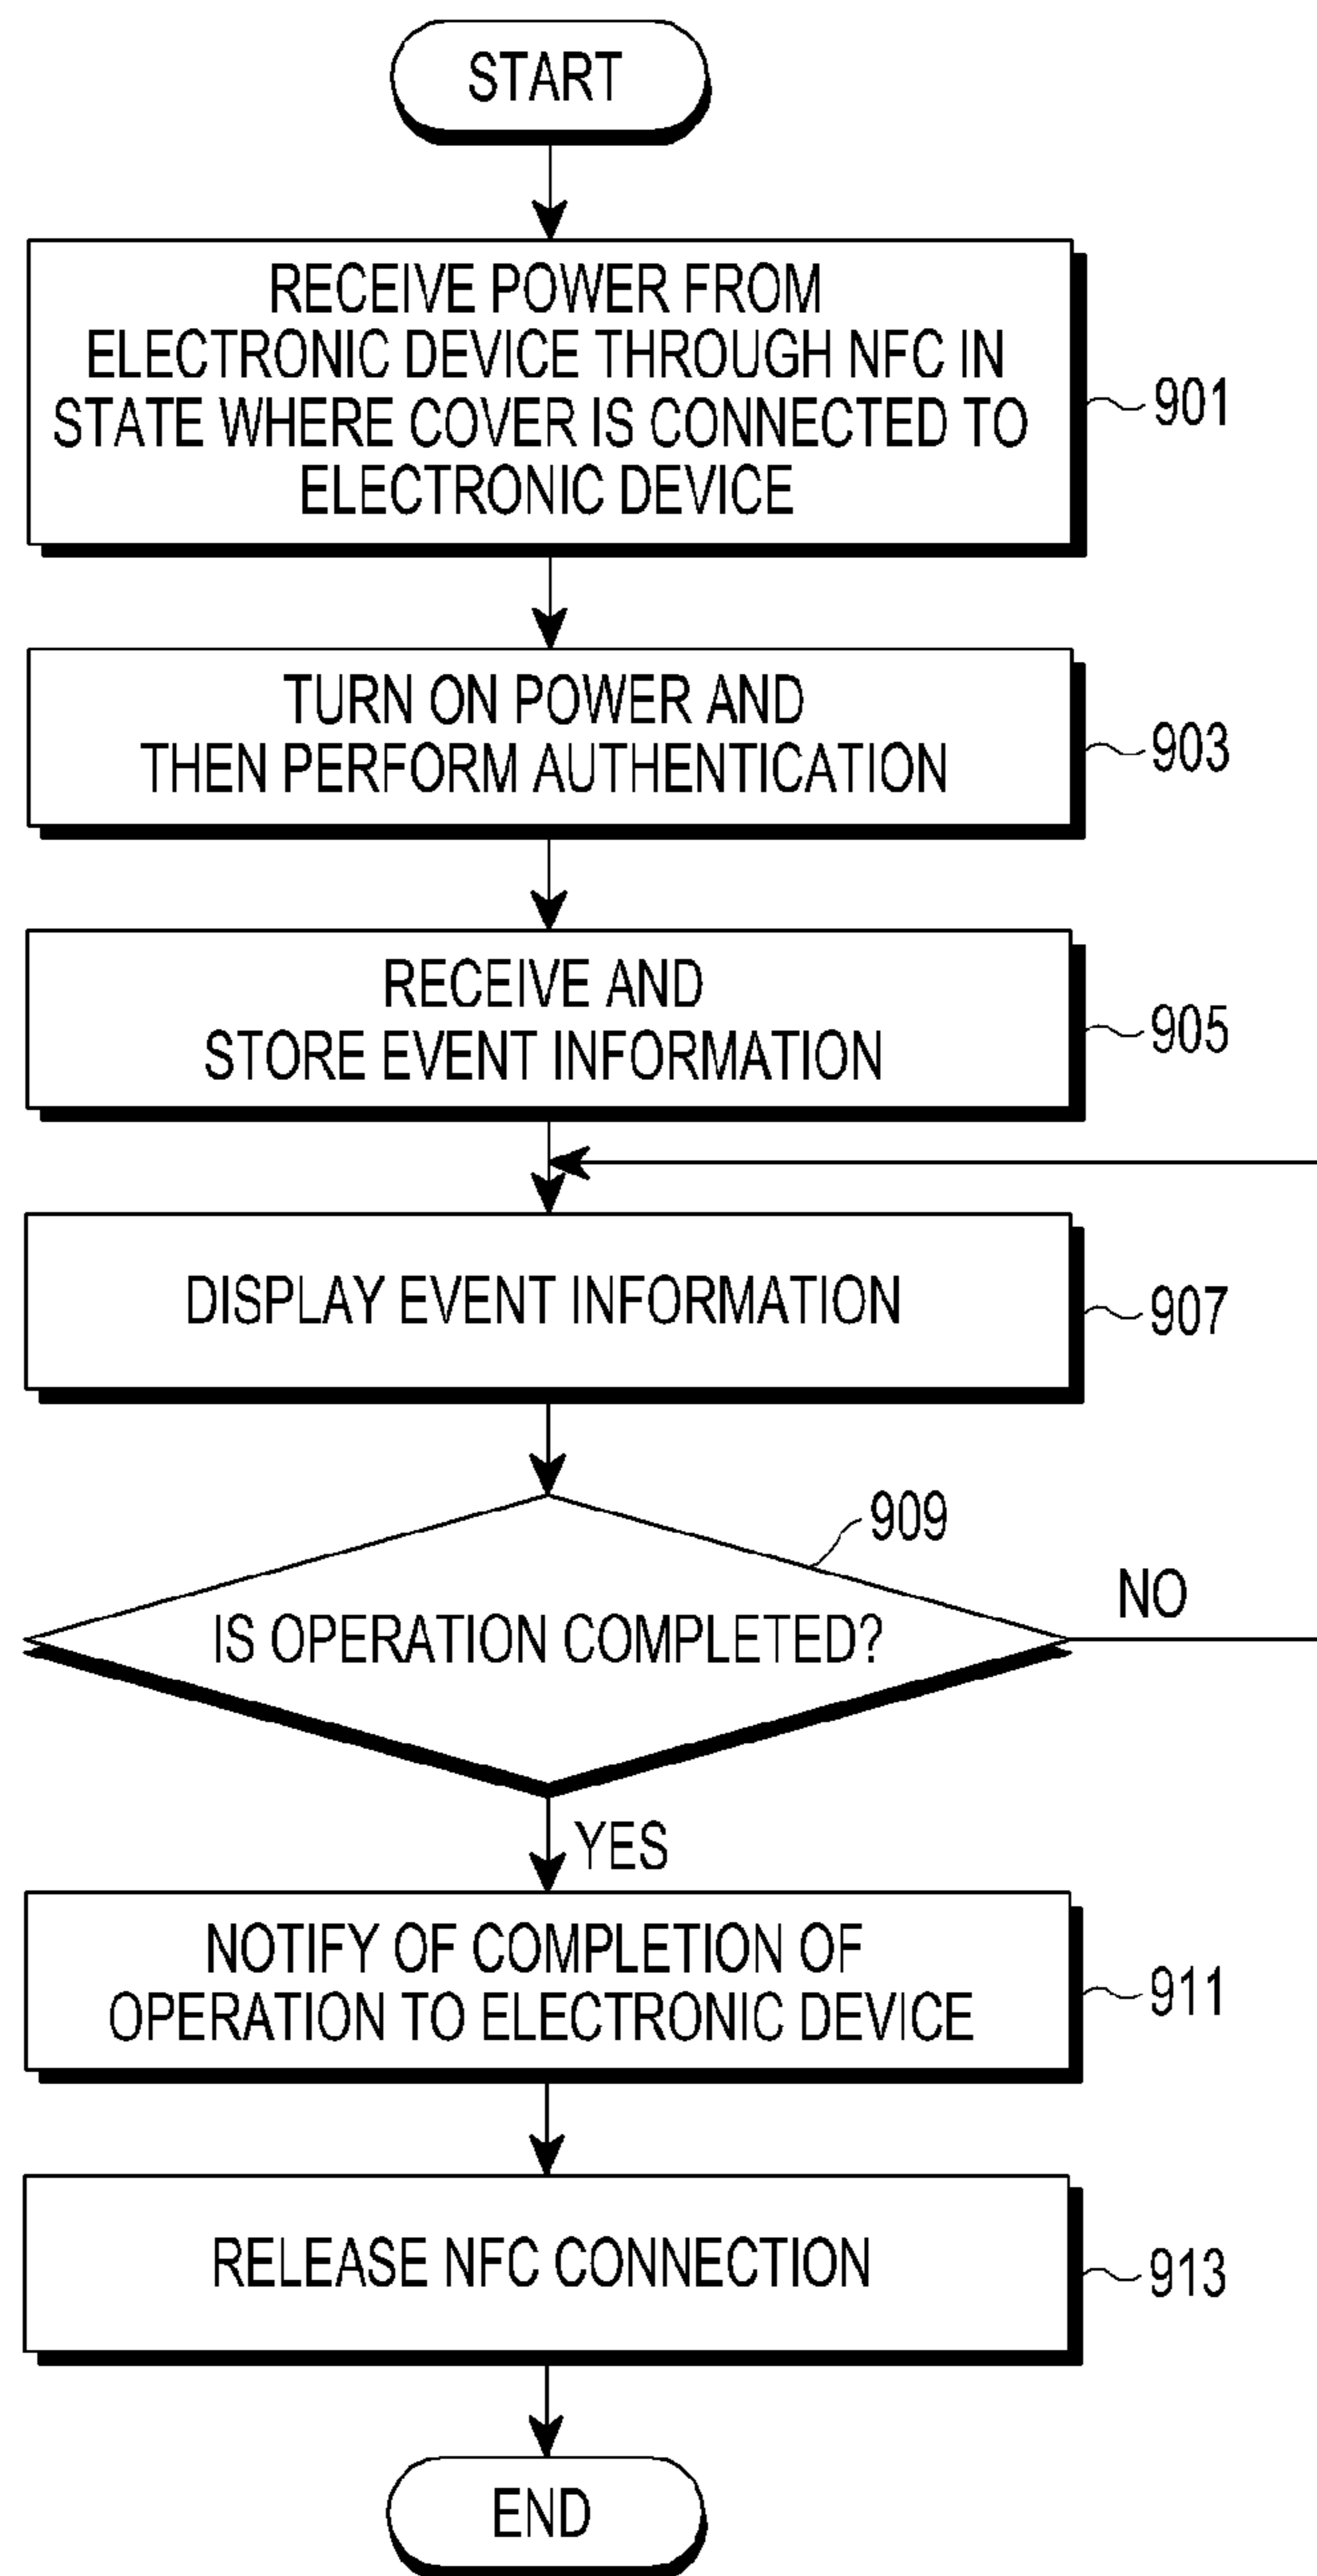 START
RECEIVE POWER FROM
ELECTRONIC DEVICE THROUGH NFC IN
STATE WHERE COVER IS CONNECTED TO
ELECTRONIC DEVICE
901
TURN ON POWER AND
THEN PERFORM AUTHENTICATION
903
RECEIVE AND
STORE EVENT INFORMATION
905
DISPLAY EVENT INFORMATION
907
909
IS OPERATION COMPLETED?
NO
YES
NOTIFY OF COMPLETION OF
OPERATION TO ELECTRONIC DEVICE
911
RELEASE NFC CONNECTION
913
END